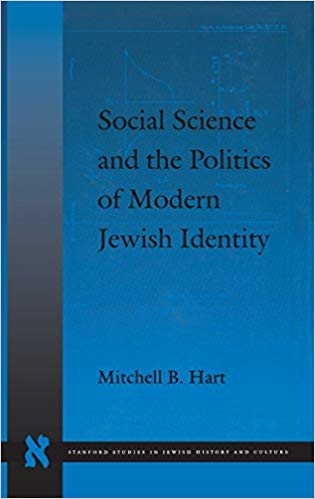 Social Science
and the Politics
of Modern
Jewish Identity
Mitchell B. Hart
א
STANFORD STUDIES IN JEWISH HISTORY AND CULTURE